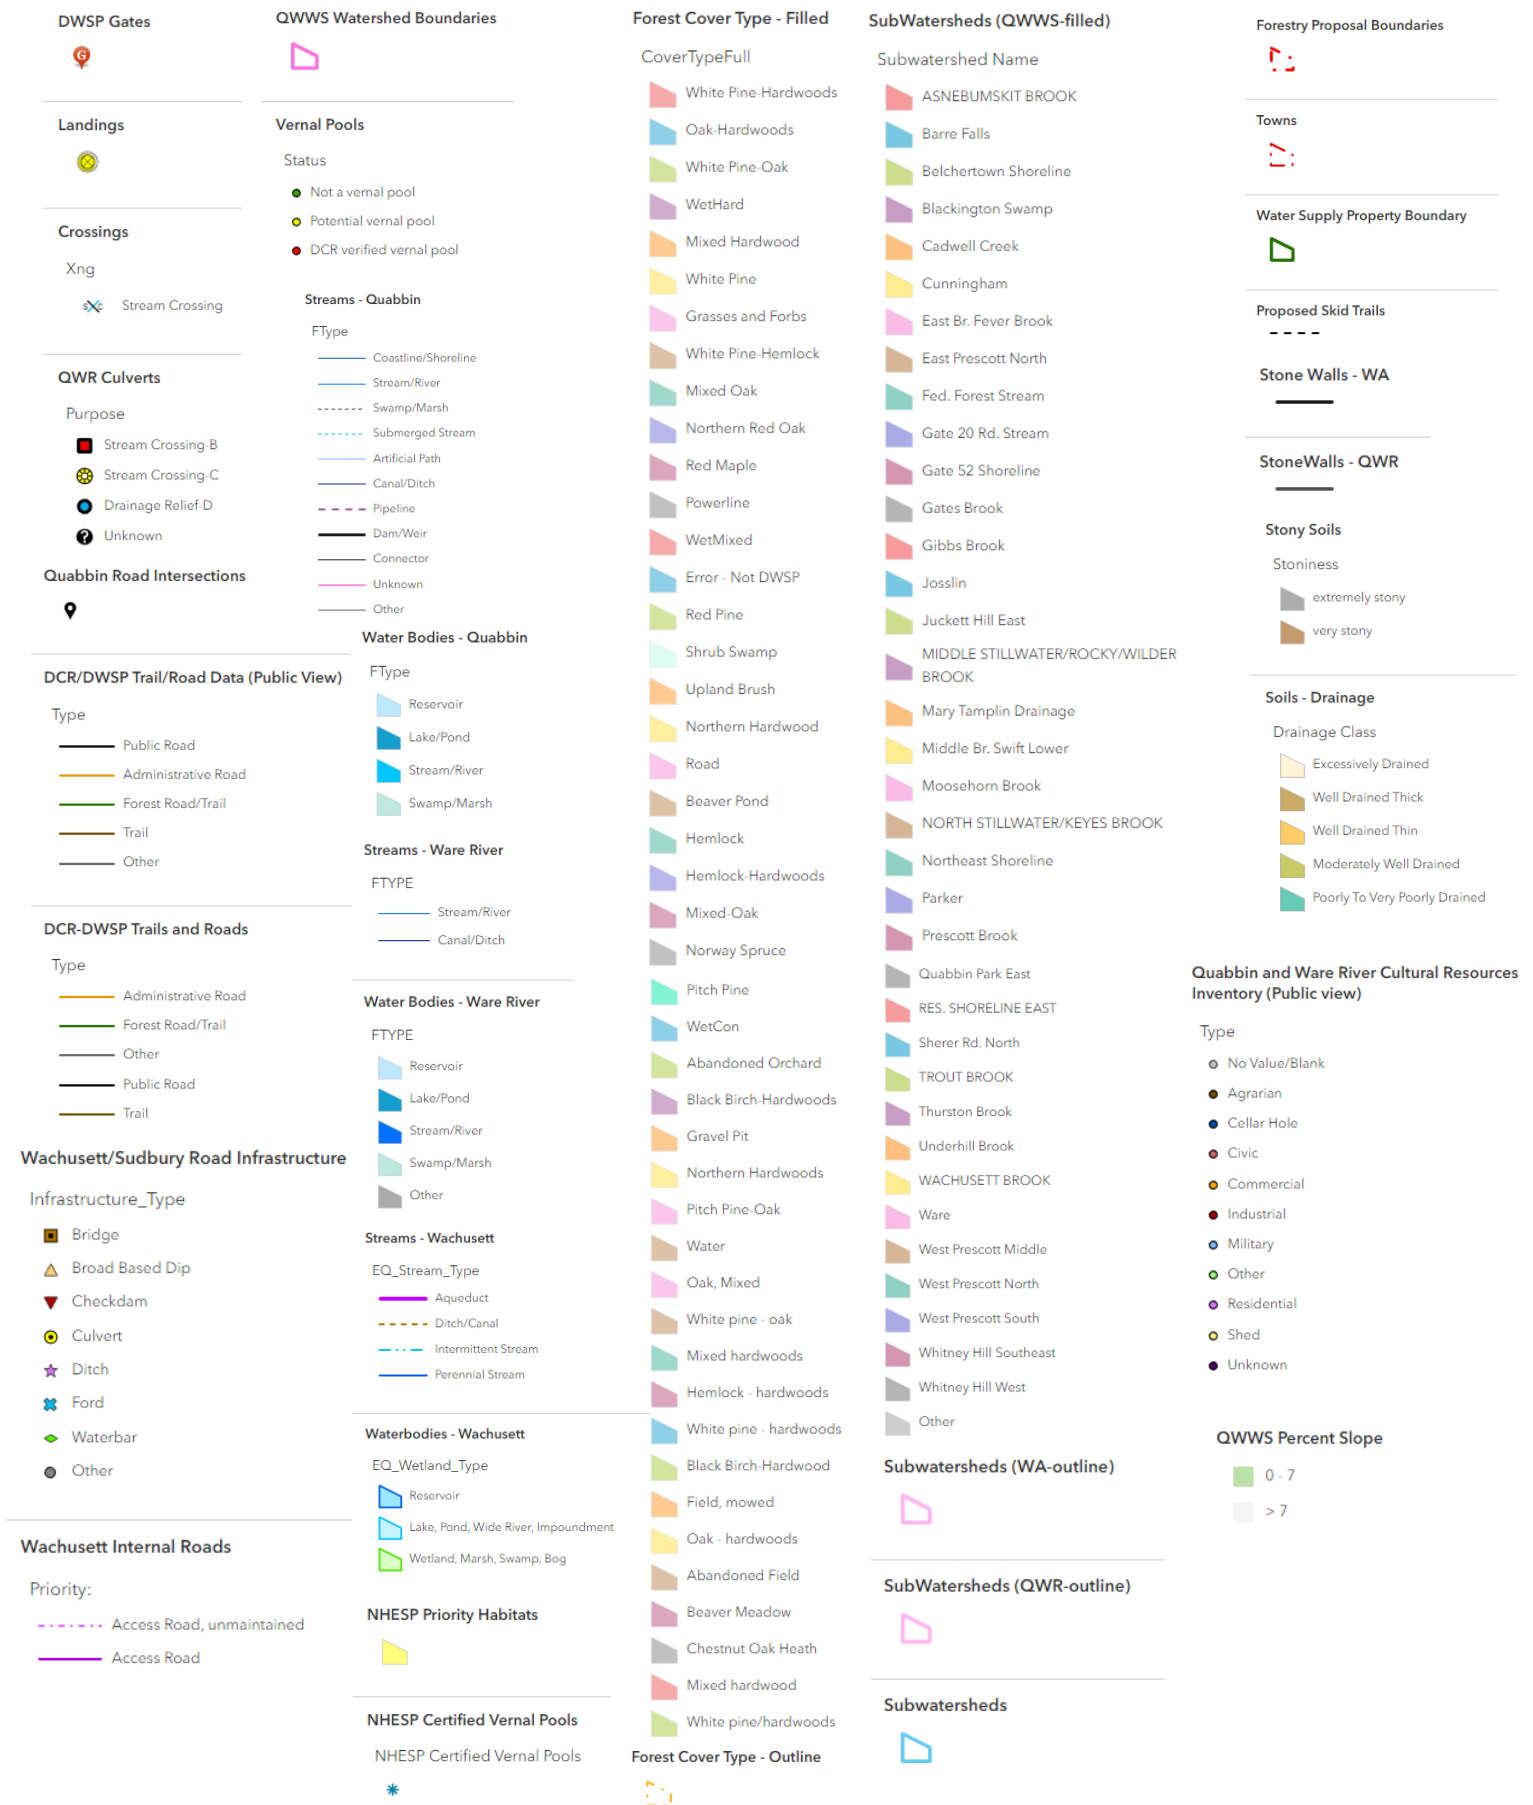 DWSP Gates
G
Landings
Crossings
Xng
Stream Crossing
QWR Culverts
Purpose
Stream Crossing-B
Stream Crossing-C
Drainage Relief-D
?
Unknown
Quabbin Road Intersections
DCR/DWSP Trail/Road Data (Public View)
Type
Public Road
Administrative Road
Forest Road/Trail
Trail
Other
DCR-DWSP Trails and Roads
Type
Administrative Road
Forest Road/Trail
Other
Public Road
Trail
Wachusett/Sudbury Road Infrastructure
Infrastructure_Type
Bridge
Broad Based Dip
Checkdam
Culvert
Ditch
Ford
Waterbar
Other
Wachusett Internal Roads
Priority:
Access Road, unmaintained
Access Road
QWWS Watershed Boundaries
Vernal Pools
Status
Not a vernal pool
Potential vernal pool
DCR verified vernal pool
Streams - Quabbin
FType
Coastline/Shoreline
Stream/River
Swamp/Marsh
Submerged Stream
Artificial Path
Canal/Ditch
Pipeline
Dam/Weir
Connector
Unknown
Other
Water Bodies - Quabbin
FType
Reservoir
Lake/Pond
Stream/River
Swamp/Marsh
Streams - Ware River
FTYPE
Stream/River
Canal/Ditch
Water Bodies - Ware River
FTYPE
Reservoir
Lake/Pond
Stream/River
Swamp/Marsh
Other
Streams - Wachusett
EQ_Stream_Type
Aqueduct
Ditch/Canal
Intermittent Stream
Perennial Stream
Waterbodies - Wachusett
EQ_Wetland_Type
Reservoir
Lake, Pond, Wide River, Impoundment
Wetland, Marsh, Swamp, Bog
NHESP Priority Habitats
NHESP Certified Vernal Pools
NHESP Certified Vernal Pools
Forest Cover Type - Filled
CoverTypeFull
White Pine-Hardwoods
Oak-Hardwoods
White Pine-Oak
WetHard
Mixed Hardwood
White Pine
Grasses and Forbs
White Pine-Hemlock
Mixed Oak
Northern Red Oak
Red Maple
Powerline
WetMixed
Error - Not DWSP
Red Pine
Shrub Swamp
Upland Brush
Northern Hardwood
Road
Beaver Pond
Hemlock
Hemlock-Hardwoods
Mixed-Oak
Norway Spruce
Pitch Pine
WetCon
Abandoned Orchard
Black Birch-Hardwoods
Gravel Pit
Northern Hardwoods
Pitch Pine-Oak
Water
Oak, Mixed
White pine - oak
Mixed hardwoods
Hemlock - hardwoods
White pine - hardwoods
Black Birch-Hardwood
Field, mowed
Oak - hardwoods
Abandoned Field
Beaver Meadow
Chestnut Oak Heath
Mixed hardwood
White pine/hardwoods
Forest Cover Type - Outline
SubWatersheds (QWWS-filled)
Subwatershed Name
ASNEBUMSKIT BROOK
Barre Falls
Belchertown Shoreline
Blackington Swamp
Cadwell Creek
Cunningham
East Br. Fever Brook
East Prescott North
Fed. Forest Stream
Gate 20 Rd. Stream
Gate 52 Shoreline
Gates Brook
Gibbs Brook
Josslin
Juckett Hill East
MIDDLE STILLWATER/ROCKY/WILDER
BROOK
Mary Tamplin Drainage
Middle Br. Swift Lower
Moosehorn Brook
NORTH STILLWATER/KEYES BROOK
Northeast Shoreline
Parker
Prescott Brook
Quabbin Park East
RES. SHORELINE EAST
Sherer Rd. North
TROUT BROOK
Thurston Brook
Underhill Brook
WACHUSETT BROOK
Ware
West Prescott Middle
West Prescott North
West Prescott South
Whitney Hill Southeast
Whitney Hill West
Other
Subwatersheds (WA-outline)
SubWatersheds (QWR-outline)
Subwatersheds
Forestry Proposal Boundaries
Towns
Water Supply Property Boundary
Proposed Skid Trails
Stone Walls - WA
StoneWalls - QWR
Stony Soils
Stoniness
extremely stony
very stony
Soils - Drainage
Drainage Class
Excessively Drained
Well Drained Thick
Well Drained Thin
Moderately Well Drained
Poorly To Very Poorly Drained
Quabbin and Ware River Cultural Resources
Inventory (Public view)
Type
No Value/Blank
Agrarian
Cellar Hole
Civic
Commercial
Industrial
Military
Other
Residential
Shed
Unknown
QWWS Percent Slope
0 - 7
> 7